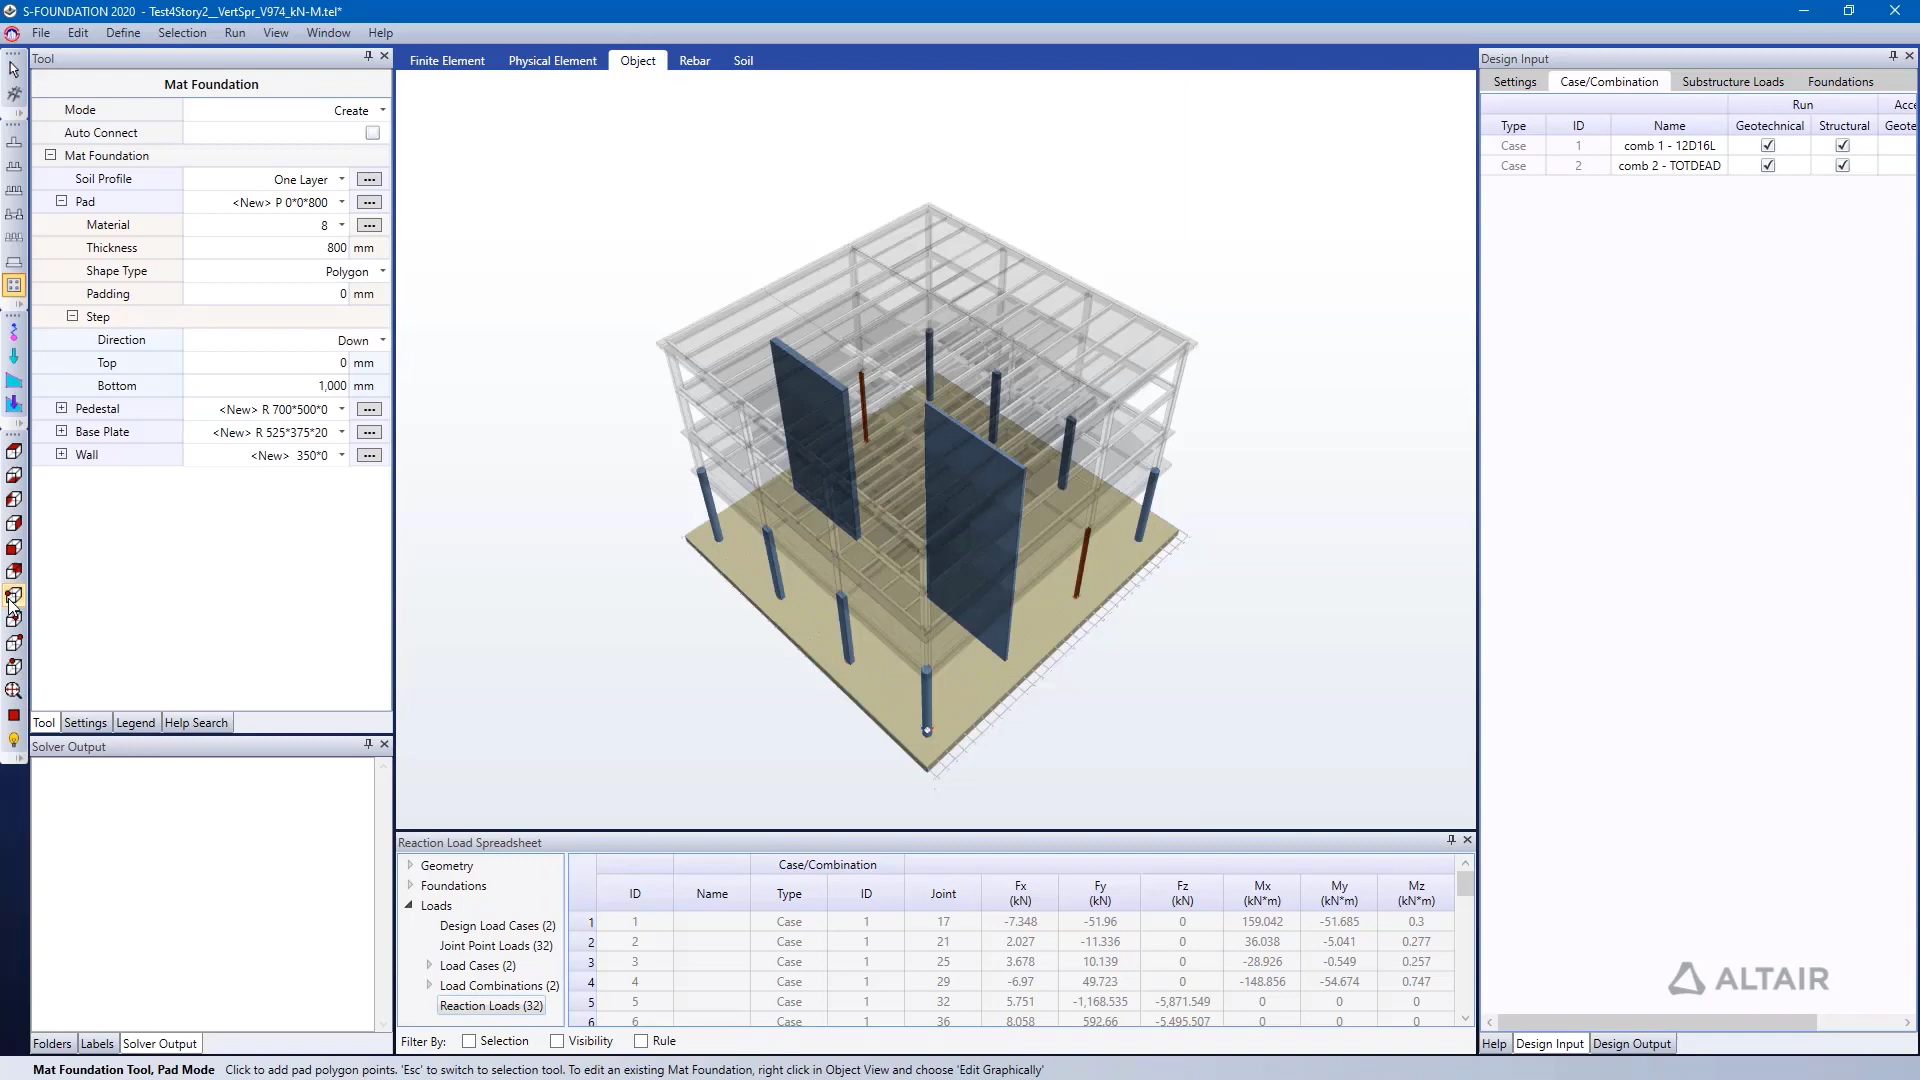 S-FOUNDATION 2020 - Test4Story2__VertSpr_V974_kN-M.tel*
File Edit Define Selection Run View Window Help
Tool
Mat Foundation
Mode Create
Auto Connect
Mat Foundation
Soil Profile One Layer
Pad <New> P 0*0*800
Material 8
Thickness 800 mm
Shape Type Polygon
Padding 0 mm
Step
Direction Down
Top 0 mm
Bottom 1,000 mm
Pedestal <New> R 700*500*0
Base Plate <New> R 525*375*20
Wall <New> 350*0
Tool Settings Legend Help Search
Solver Output
Folders Labels Solver Output
Finite Element Physical Element Object Rebar Soil
Reaction Load Spreadsheet
Geometry
Foundations
Loads
Design Load Cases (2)
Joint Point Loads (32)
Load Cases (2)
Load Combinations (2)
Reaction Loads (32)
Case/Combination
ID Name Type ID Joint Fx (kN) Fy (kN) Fz (kN) Mx (kN*m) My (kN*m) Mz (kN*m)
1 1 Case 1 17 -7.348 -51.96 0 159.042 -51.685 0.3
2 2 Case 1 21 2.027 -11.336 0 36.038 -5.041 0.277
3 3 Case 1 25 3.678 10.139 0 -28.926 -0.549 0.257
4 4 Case 1 29 -6.97 49.723 0 -148.856 -54.674 0.747
5 5 Case 1 32 5.751 -1,168.535 -5,871.549 0 0 0
6 6 Case 1 36 8.058 592.66 -5,495.507 0 0 0
Filter By: Selection Visibility Rule
Design Input
Settings Case/Combination Substructure Loads Foundations
Run Acce
Type ID Name Geotechnical Structural Geote
Case 1 comb 1 - 12D16L
Case 2 comb 2 - TOTDEAD
ALTAIR
Help Design Input Design Output
Mat Foundation Tool, Pad Mode Click to add pad polygon points. 'Esc' to switch to selection tool. To edit an existing Mat Foundation, right click in Object View and choose 'Edit Graphically'